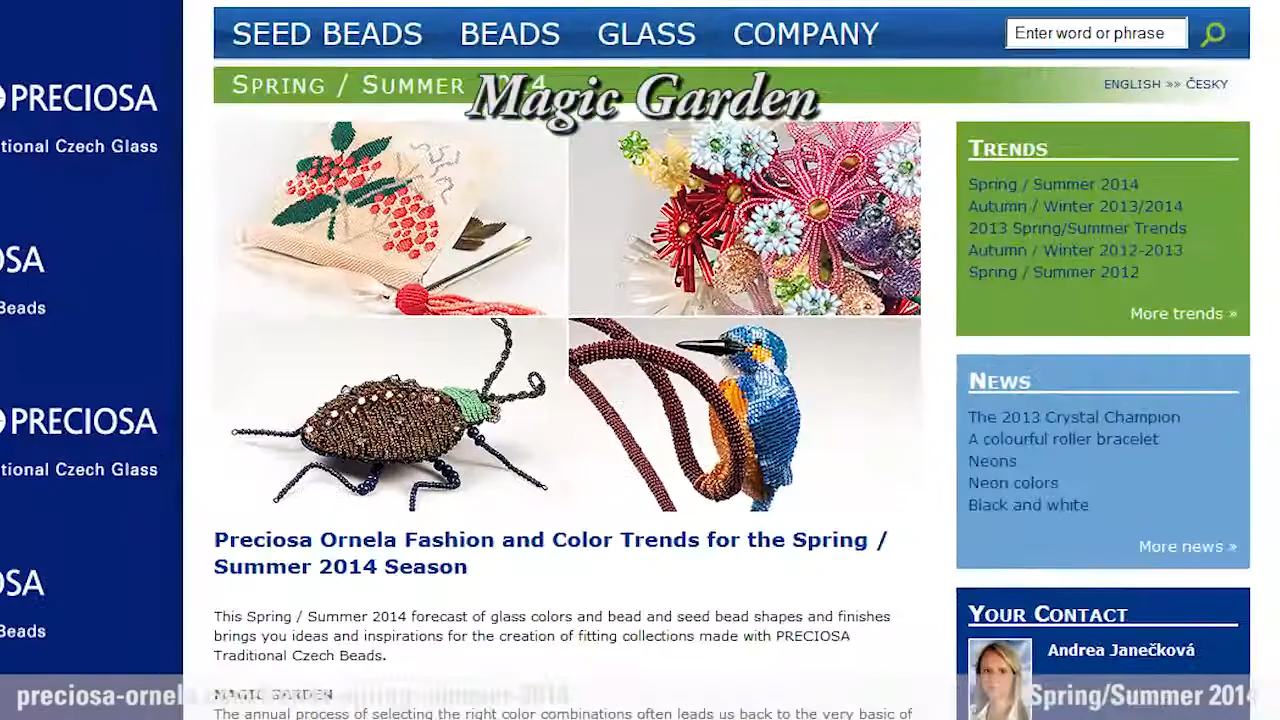 SEED BEADS BEADS GLASS COMPANY
Enter word or phrase
PRECIOSA
tional Czech Glass
Spring / Summer
Magic Garden
ENGLISH »» ČESKY
OSA
Beads
PRECIOSA
tional Czech Glass
OSA
Beads
Trends
Spring / Summer 2014
Autumn / Winter 2013/2014
2013 Spring/Summer Trends
Autumn / Winter 2012-2013
Spring / Summer 2012
More trends »
News
The 2013 Crystal Champion
A colourful roller bracelet
Neons
Neon colors
Black and white
More news »
Preciosa Ornela Fashion and Color Trends for the Spring /
Summer 2014 Season
This Spring / Summer 2014 forecast of glass colors and bead and seed bead shapes and finishes
brings you ideas and inspirations for the creation of fitting collections made with PRECIOSA
Traditional Czech Beads.
MAGIC GARDEN
The annual process of selecting the right color combinations often leads us back to the very basic of
Your Contact
Andrea Janečková
Spring/Summer 2014